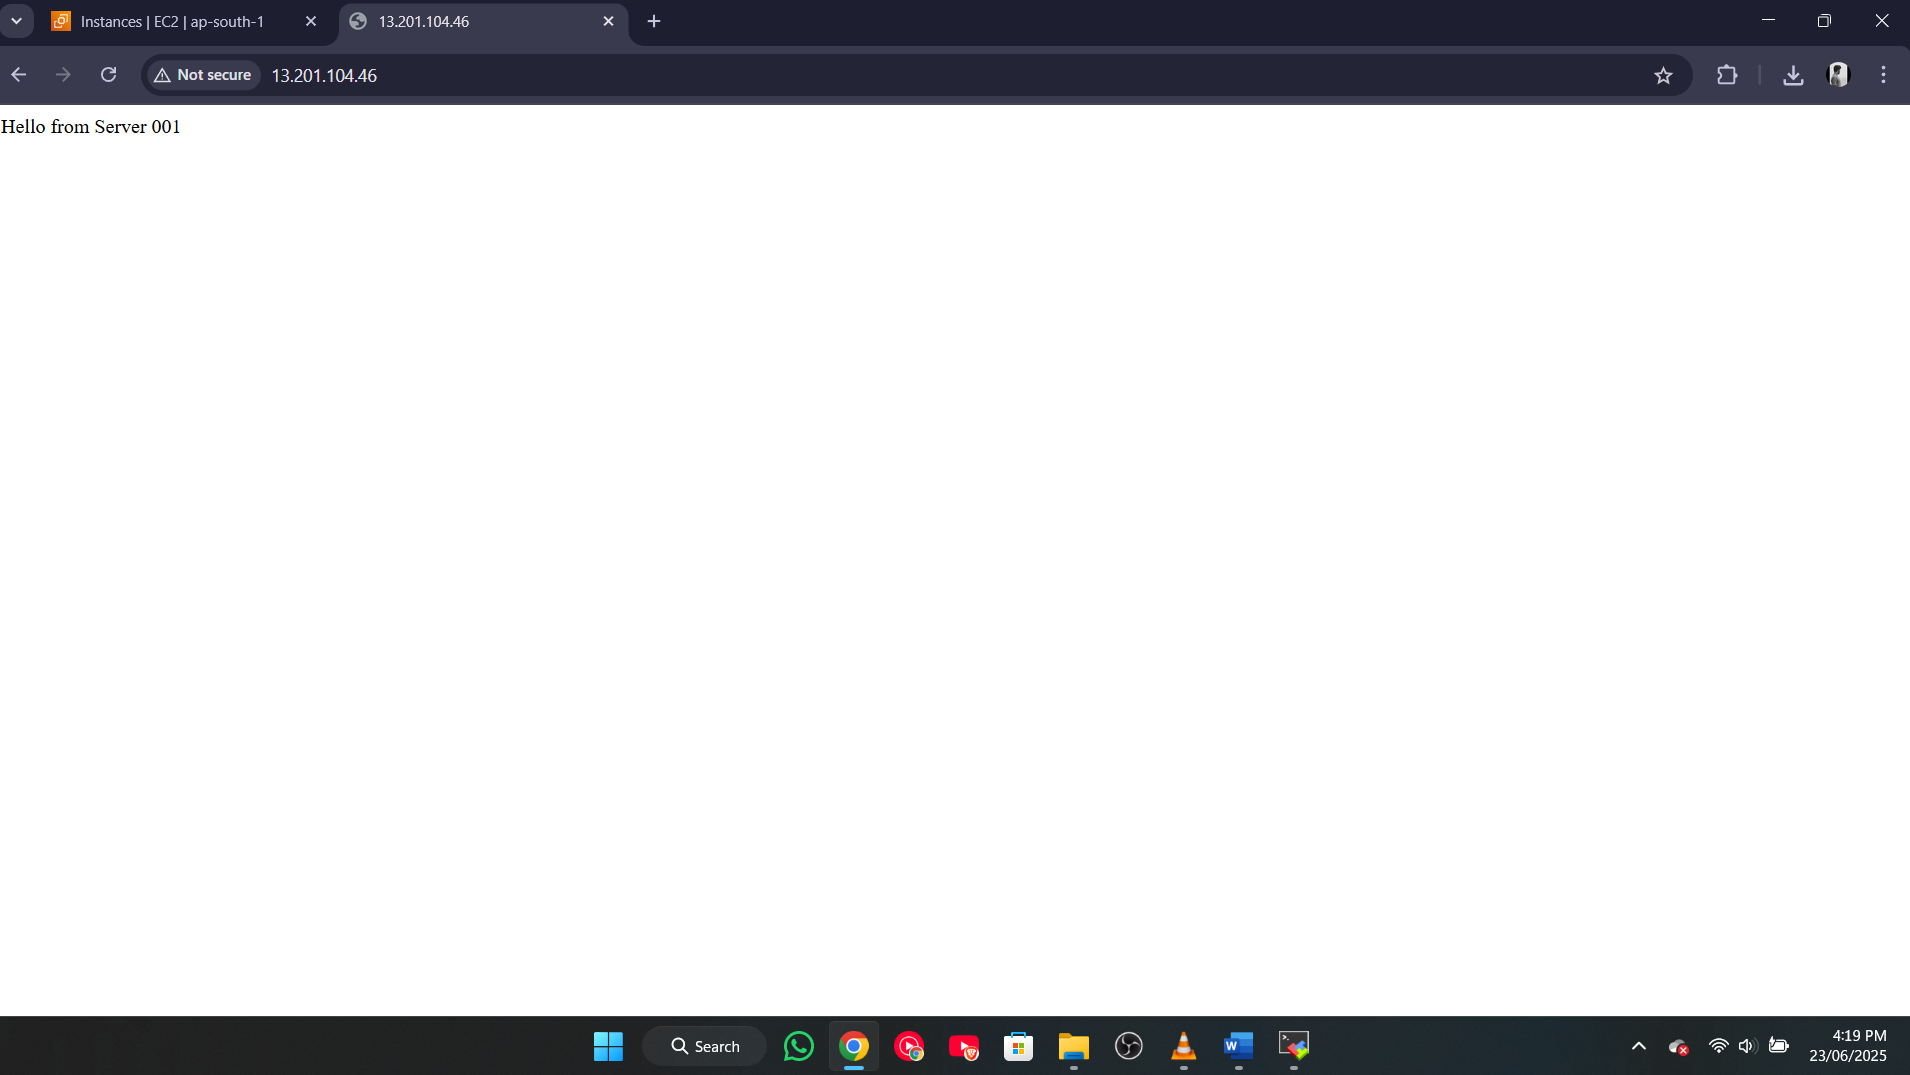 Instances | EC2 | ap-south-1
13.201.104.46
Not secure
13.201.104.46
Hello from Server 001
Search
4:19 PM
23/06/2025